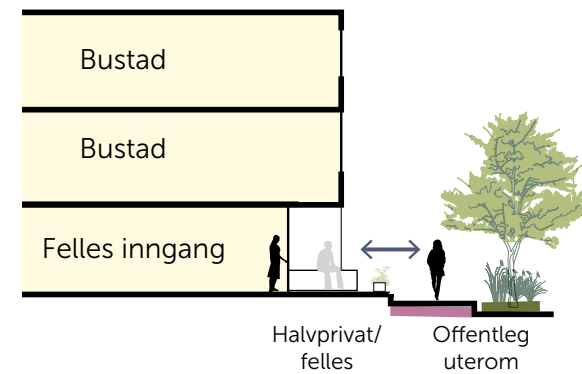 Bustad
Bustad
Felles inngang
Halvprivat/
felles
Offentleg
uterom